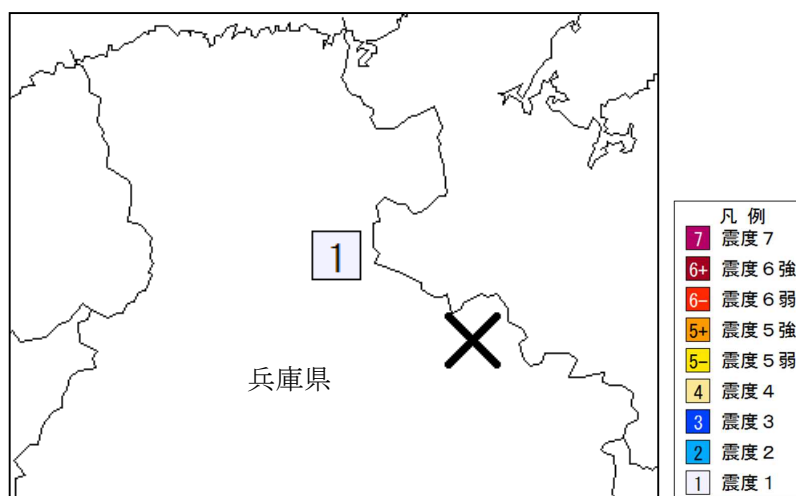 1
兵庫県
凡 例
7 震度７
6+ 震度６強
6- 震度６弱
5+ 震度５強
5- 震度５弱
4 震度４
3 震度３
2 震度２
1 震度１